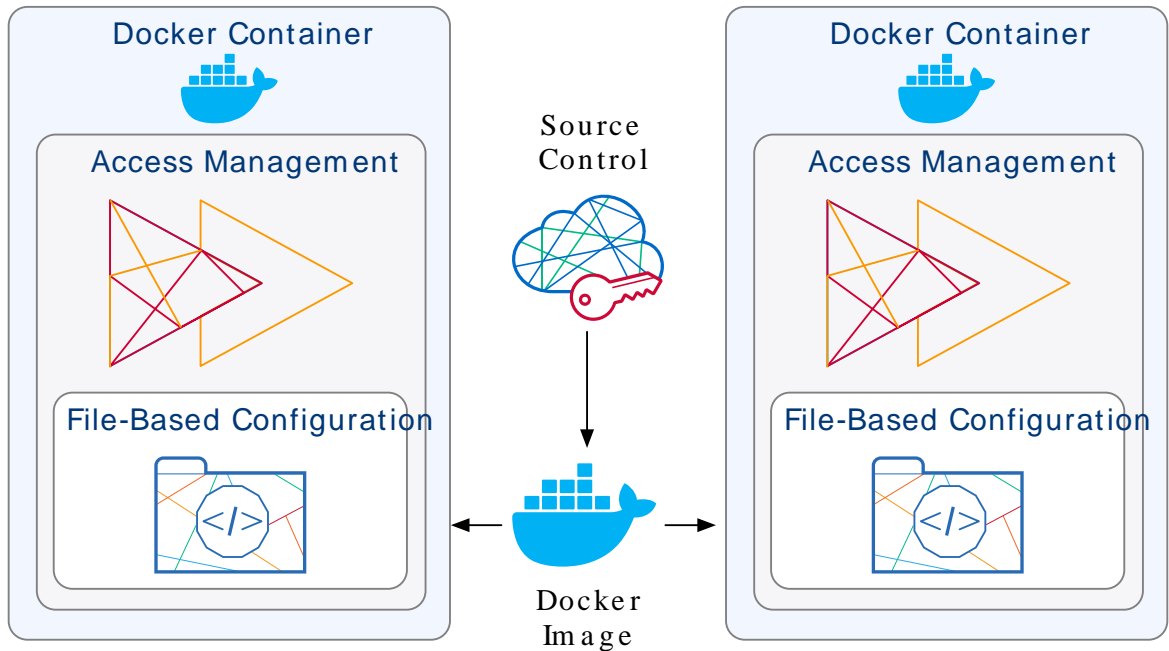 Docker Container
Access Management
File-Based Configuration
</>
Source
Control
Docker
Image
Docker Container
Access Management
File-Based Configuration
</>